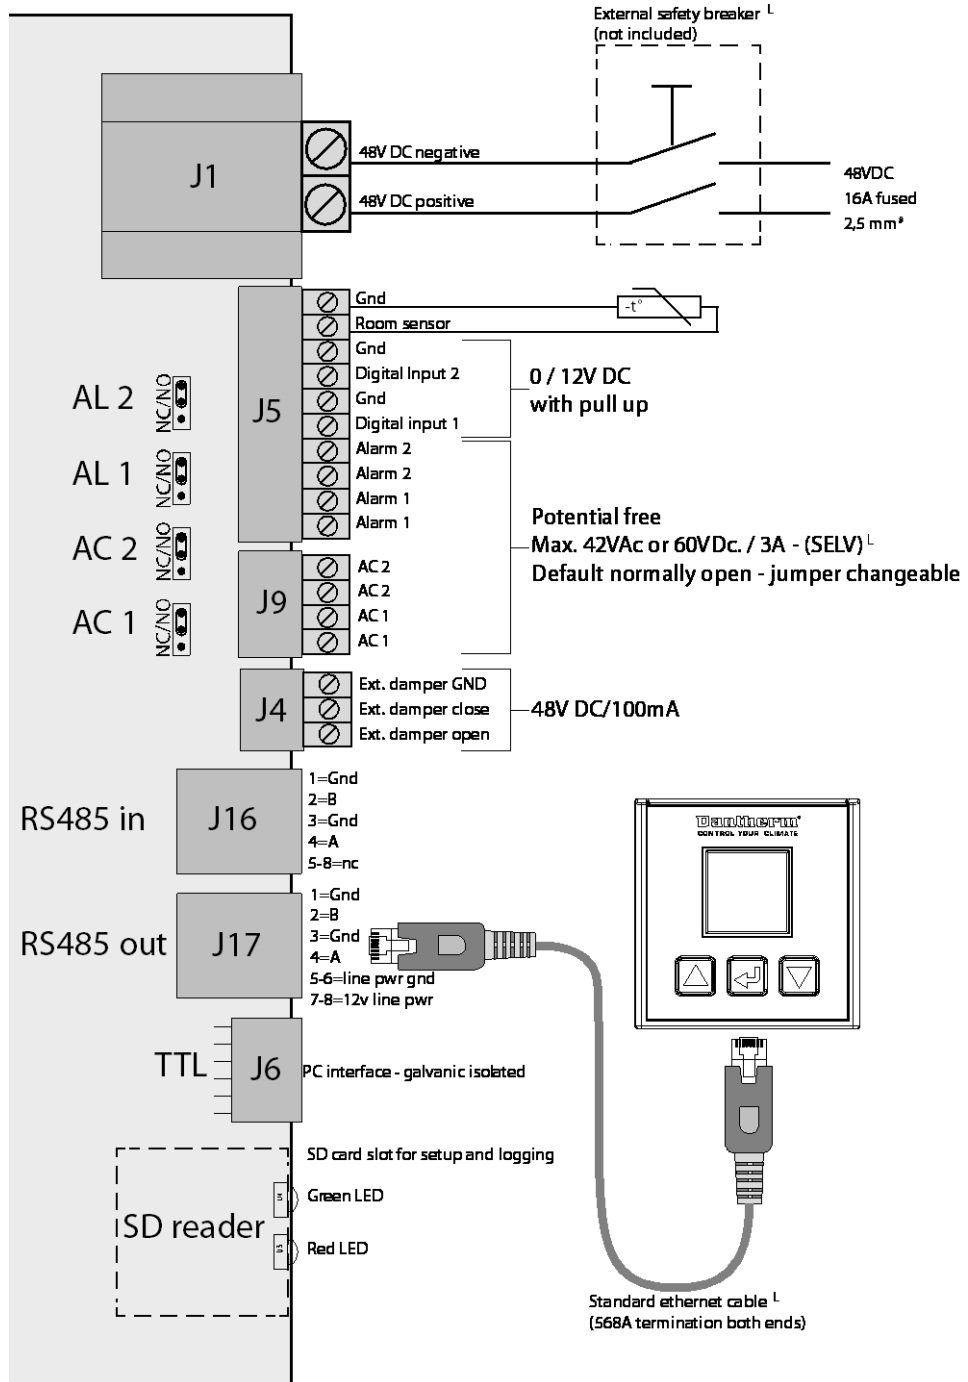 External safety breaker L
(not included)
J1
48V DC negative
48V DC positive
48VDC
16A fused
2,5 mm²
Gnd
Room sensor
-t°
Gnd
Digital Input 2
Gnd
Digital input 1
0 / 12V DC
with pull up
J5
Alarm 2
Alarm 2
Alarm 1
Alarm 1
AL 2
NC/NO
AL 1
NC/NO
AC 2
NC/NO
AC 1
NC/NO
Potential free
Max. 42VAc or 60VDc. / 3A - (SELV) L
Default normally open - jumper changeable
J9
AC 2
AC 2
AC 1
AC 1
J4
Ext. damper GND
Ext. damper close
Ext. damper open
48V DC/100mA
RS485 in
J16
1=Gnd
2=B
3=Gnd
4=A
5-8=nc
RS485 out
J17
1=Gnd
2=B
3=Gnd
4=A
5-6=line pwr gnd
7-8=12v line pwr
Dantherm
CONTROL YOUR CLIMATE
TTL
J6
PC interface - galvanic isolated
SD card slot for setup and logging
Green LED
SD reader
Red LED
Standard ethernet cable L
(568A termination both ends)